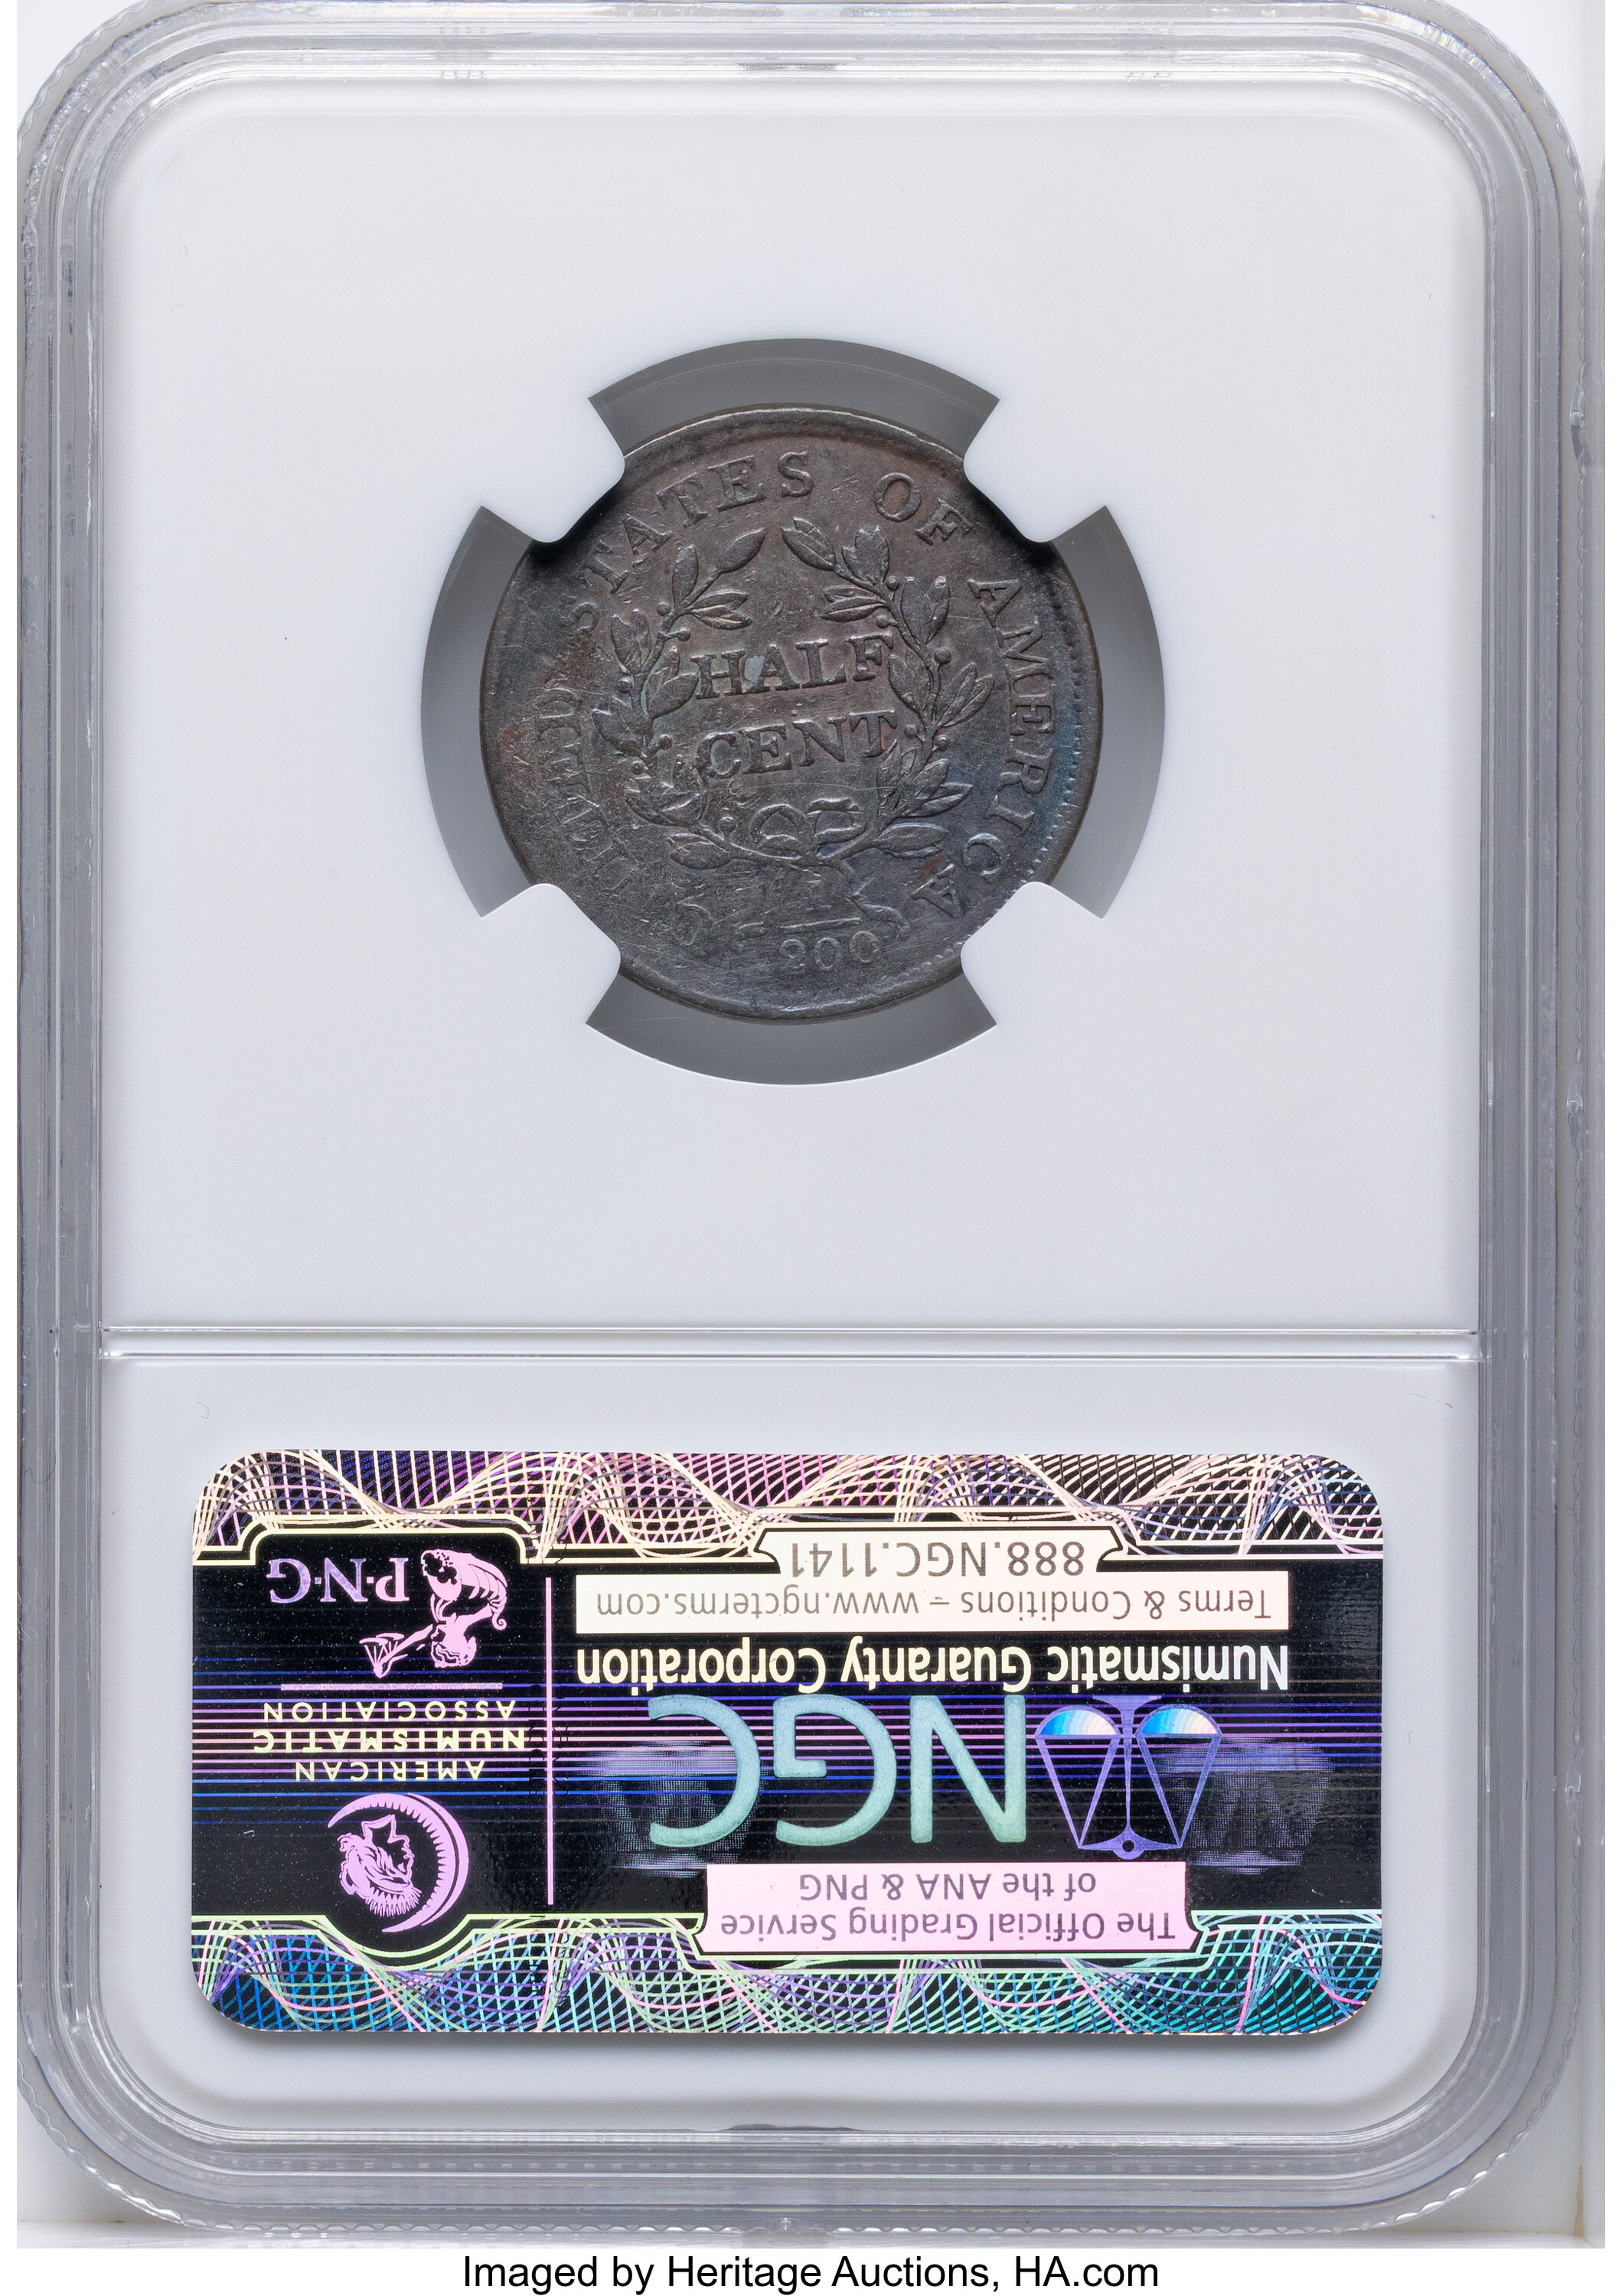 UNITED STATES OF AMERICA
HALF
CENT
200
The Official Grading Service
of the ANA & PNG
NGC
Numismatic Guaranty Corporation
Terms & Conditions – www.ngcterms.com
888.NGC.1141
AMERICAN
NUMISMATIC
ASSOCIATION
P·N·G
Imaged by Heritage Auctions, HA.com